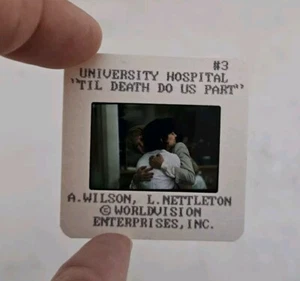 #3
UNIVERSITY HOSPITAL
"TIL DEATH DO US PART"
A.WILSON, L.NETTLETON
© WORLDVISION
ENTERPRISES, INC.